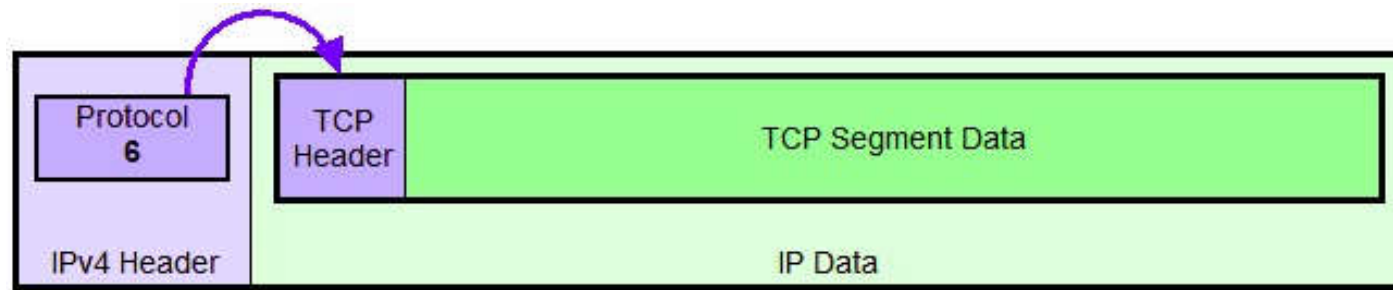 Protocol
6
TCP
Header
TCP Segment Data
IPv4 Header
IP Data